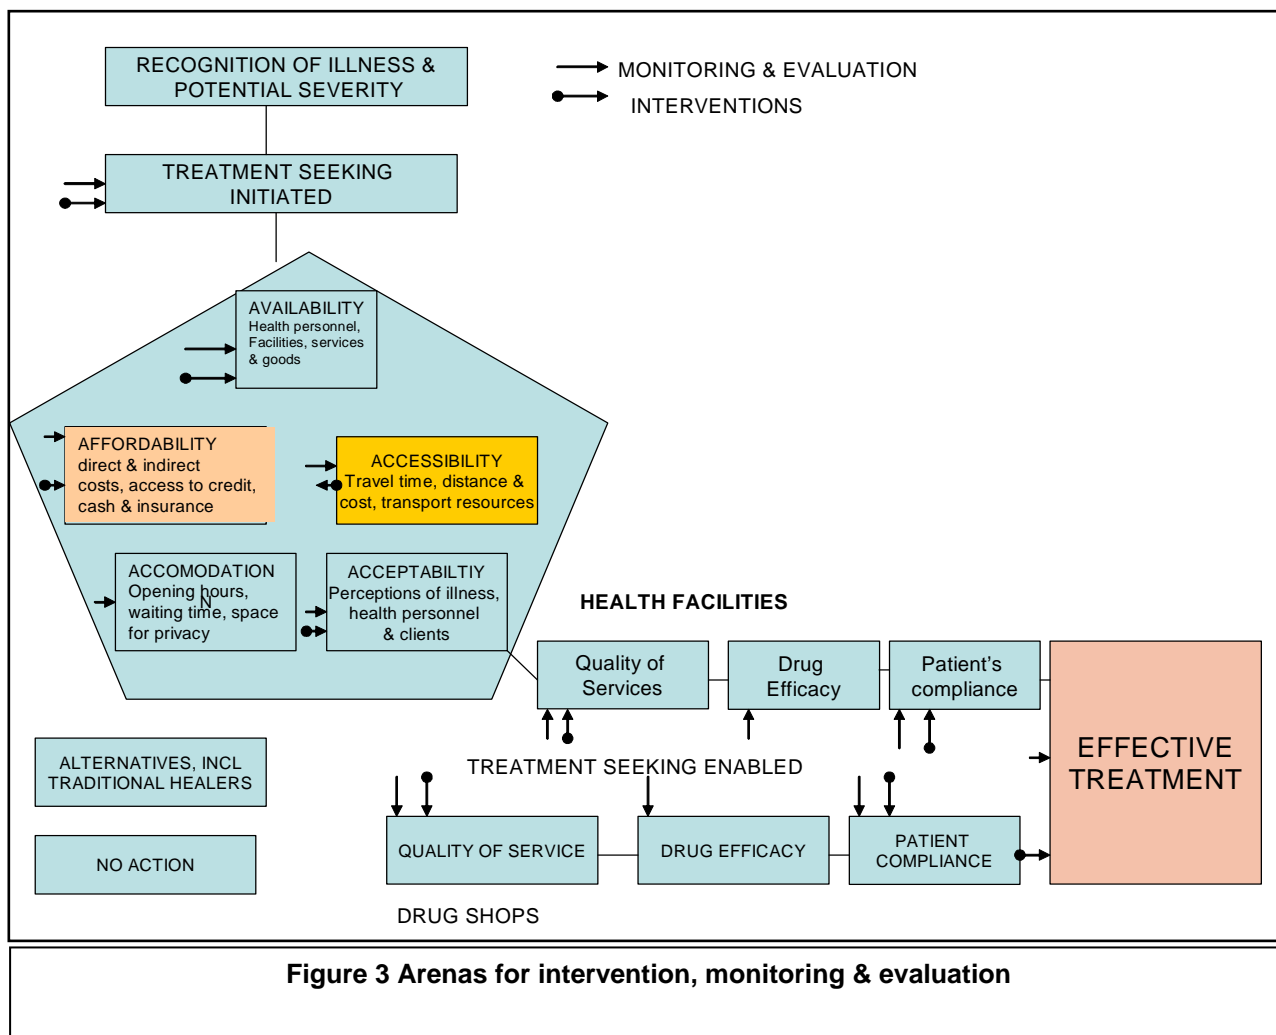 RECOGNITION OF ILLNESS &
POTENTIAL SEVERITY
MONITORING & EVALUATION
INTERVENTIONS
TREATMENT SEEKING
INITIATED
AVAILABILITY
Health personnel,
Facilities, services
& goods
AFFORDABILITY
direct & indirect
costs, access to credit,
cash & insurance
ACCESSIBILITY
Travel time, distance &
cost, transport resources
ACCOMODATION
Opening hours,
N
waiting time, space
for privacy
ACCEPTABILTIY
Perceptions of illness,
health personnel
& clients
HEALTH FACILITIES
Quality of
Services
Drug
Efficacy
Patient’s
compliance
EFFECTIVE
TREATMENT
TREATMENT SEEKING ENABLED
ALTERNATIVES, INCL
TRADITIONAL HEALERS
NO ACTION
QUALITY OF SERVICE
DRUG EFFICACY
PATIENT
COMPLIANCE
DRUG SHOPS
Figure 3 Arenas for intervention, monitoring & evaluation